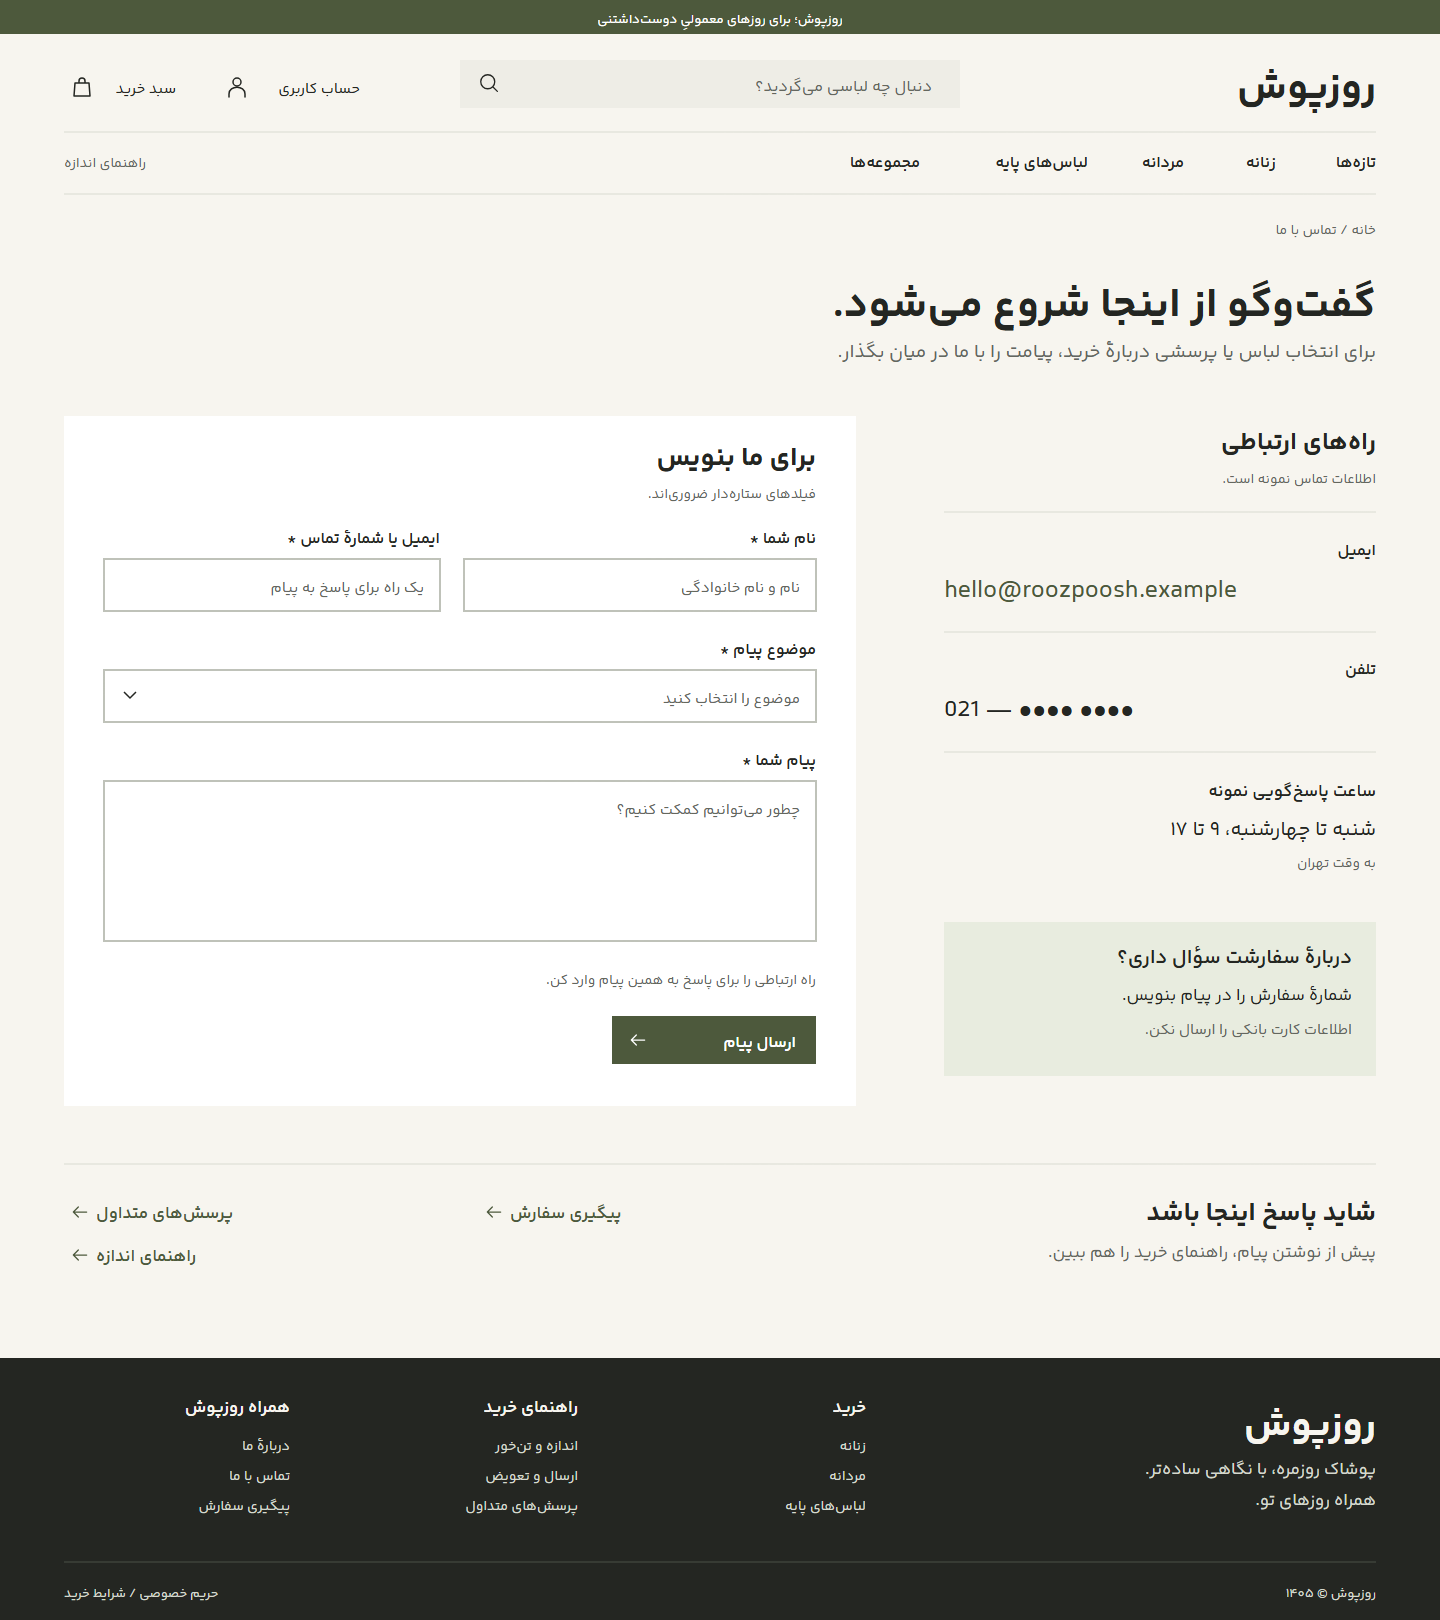 روزپوش؛ برای روزهای معمولیِ دوست‌داشتنی
روزپوش
دنبال چه لباسی می‌گردید؟
حساب کاربری
سبد خرید
تازه‌ها
زنانه
مردانه
لباس‌های پایه
مجموعه‌ها
راهنمای اندازه
خانه / تماس با ما
گفت‌وگو از اینجا شروع می‌شود.
برای انتخاب لباس یا پرسشی دربارهٔ خرید، پیامت را با ما در میان بگذار.
راه‌های ارتباطی
اطلاعات تماس نمونه است.
ایمیل
hello@roozpoosh.example
تلفن
021 — ●●●● ●●●●
ساعت پاسخ‌گویی نمونه
شنبه تا چهارشنبه، ۹ تا ۱۷
به وقت تهران
دربارهٔ سفارشت سؤال داری؟
شمارهٔ سفارش را در پیام بنویس.
اطلاعات کارت بانکی را ارسال نکن.
برای ما بنویس
فیلدهای ستاره‌دار ضروری‌اند.
نام شما *
نام و نام خانوادگی
ایمیل یا شمارهٔ تماس *
یک راه برای پاسخ به پیام
موضوع پیام *
موضوع را انتخاب کنید
پیام شما *
چطور می‌توانیم کمکت کنیم؟
راه ارتباطی را برای پاسخ به همین پیام وارد کن.
ارسال پیام
شاید پاسخ اینجا باشد
پیش از نوشتن پیام، راهنمای خرید را هم ببین.
پیگیری سفارش
پرسش‌های متداول
راهنمای اندازه
روزپوش
پوشاک روزمره، با نگاهی ساده‌تر.
همراه روزهای تو.
خرید
زنانه
مردانه
لباس‌های پایه
راهنمای خرید
اندازه و تن‌خور
ارسال و تعویض
پرسش‌های متداول
همراه روزپوش
دربارهٔ ما
تماس با ما
پیگیری سفارش
روزپوش © ۱۴۰۵
حریم خصوصی / شرایط خرید